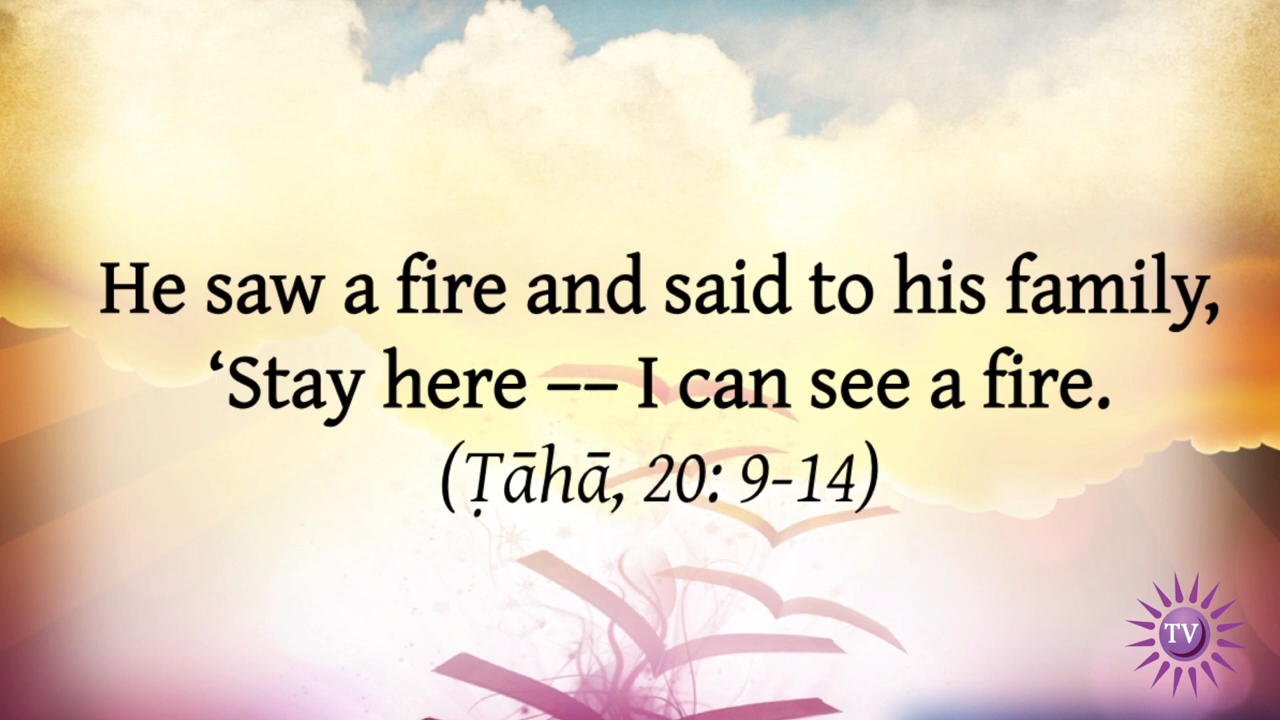 He saw a fire and said to his family,
‘Stay here –– I can see a fire.
(Ṭāhā, 20: 9-14)
TV